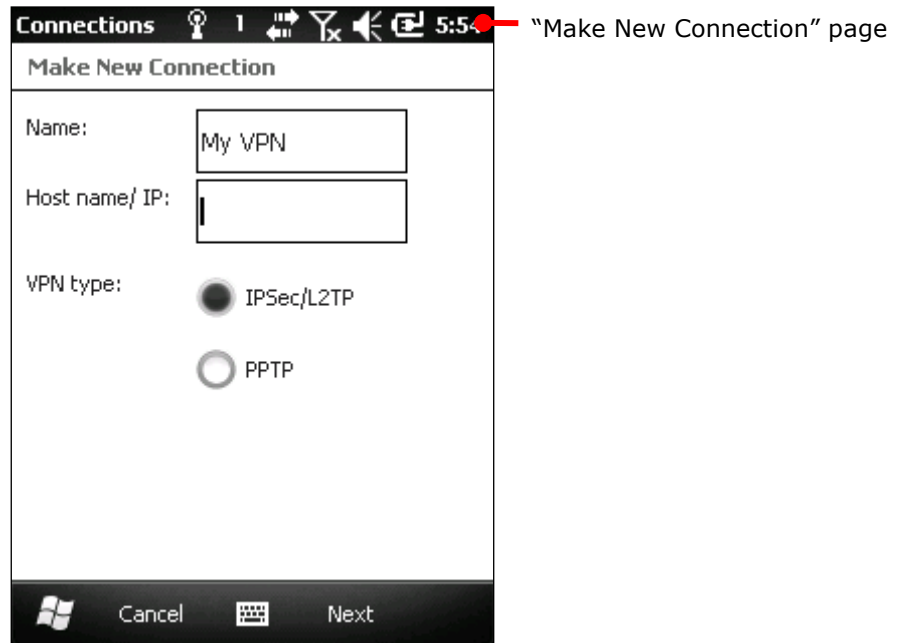 Connections 1 5:54
“Make New Connection” page
Make New Connection
Name:
My VPN
Host name/ IP:
VPN type:
IPSec/L2TP
PPTP
Cancel Next